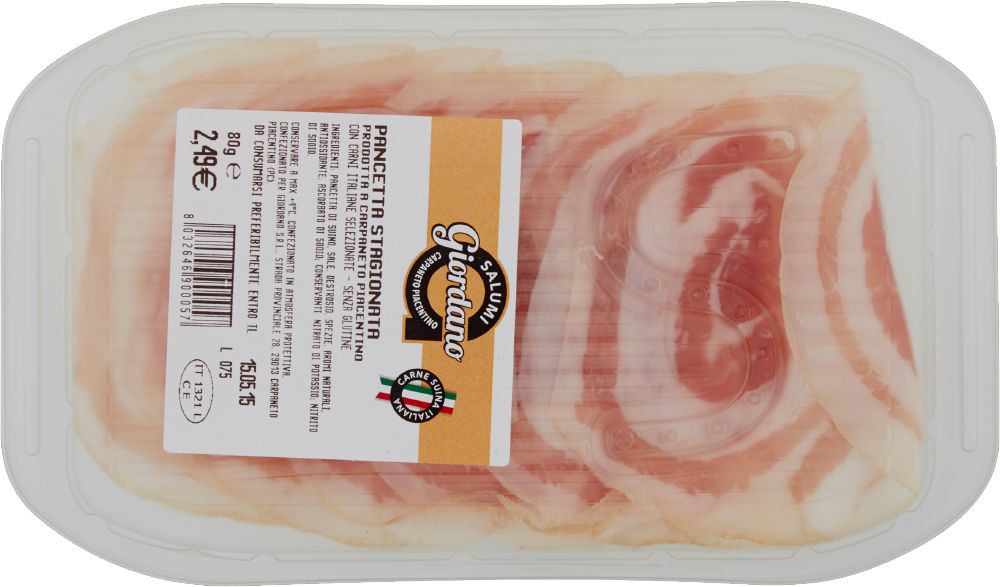 SALUMI
Giordano
CARPANETO PIACENTINO
CARNE SUINA ITALIANA
PANCETTA STAGIONATA
PRODOTTA A CARPANETO PIACENTINO
CON CARNI ITALIANE SELEZIONATE - SENZA GLUTINE
INGREDIENTI: PANCETTA DI SUINO, SALE, DESTROSIO, SPEZIE, AROMI NATURALI.
ANTIOSSIDANTE: ASCORBATO DI SODIO. CONSERVANTI: NITRATO DI POTASSIO, NITRITO
DI SODIO
CONSERVARE A MAX +4°C. CONFEZIONATO IN ATMOSFERA PROTETTIVA.
CONFEZIONATO PER GIORDANO S.R.L. STRADA PROVINCIALE 28, 29013 CARPANETO
PIACENTINO (PC)
DA CONSUMARSI PREFERIBILMENTE ENTRO IL 15.05.15
80g e
2,49€
L 075
8 032646 900057
IT 1321 L
CE